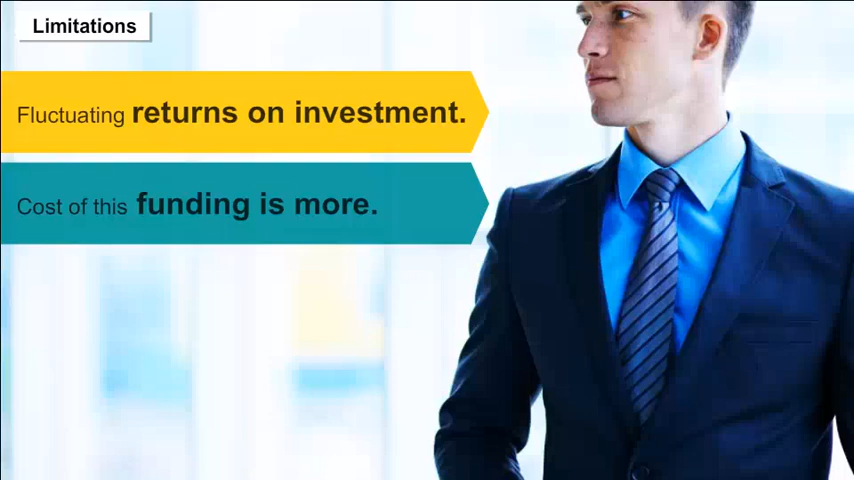 Limitations
Fluctuating returns on investment.
Cost of this funding is more.